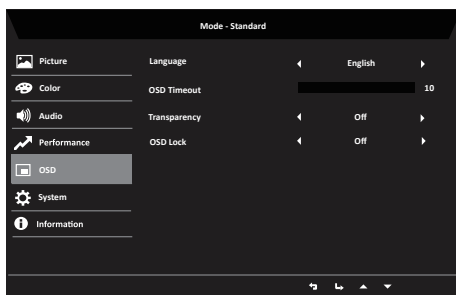 Mode - Standard
Picture
Color
Audio
Performance
OSD
System
Information
Language English
OSD Timeout 10
Transparency Off
OSD Lock Off